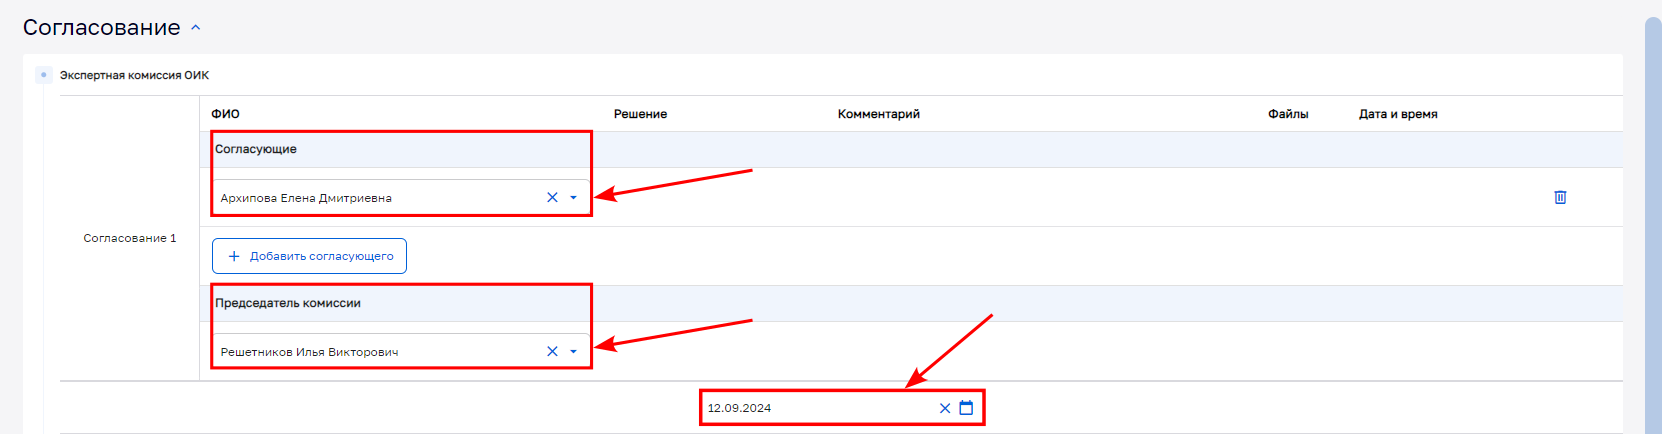 Согласование
Экспертная комиссия ОИК
ФИО Решение Комментарий Файлы Дата и время
Согласующие
Архипова Елена Дмитриевна
Согласование 1
Добавить согласующего
Председатель комиссии
Решетников Илья Викторович
12.09.2024